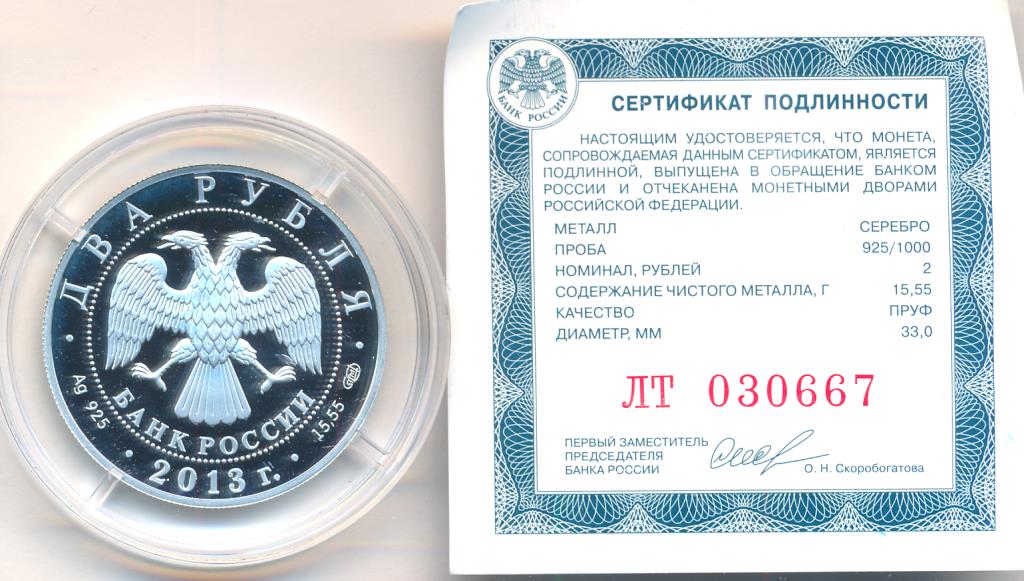 ДВА РУБЛЯ
Ag 925
15,55
БАНК РОССИИ
· 2013 г. ·
БАНК РОССИИ
СЕРТИФИКАТ ПОДЛИННОСТИ
НАСТОЯЩИМ УДОСТОВЕРЯЕТСЯ, ЧТО МОНЕТА,
СОПРОВОЖДАЕМАЯ ДАННЫМ СЕРТИФИКАТОМ, ЯВЛЯЕТСЯ
ПОДЛИННОЙ, ВЫПУЩЕНА В ОБРАЩЕНИЕ БАНКОМ
РОССИИ И ОТЧЕКАНЕНА МОНЕТНЫМИ ДВОРАМИ
РОССИЙСКОЙ ФЕДЕРАЦИИ.
МЕТАЛЛ СЕРЕБРО
ПРОБА 925/1000
НОМИНАЛ, РУБЛЕЙ 2
СОДЕРЖАНИЕ ЧИСТОГО МЕТАЛЛА, Г 15,55
КАЧЕСТВО ПРУФ
ДИАМЕТР, ММ 33,0
ЛТ 030667
ПЕРВЫЙ ЗАМЕСТИТЕЛЬ
ПРЕДСЕДАТЕЛЯ
БАНКА РОССИИ О. Н. Скоробогатова